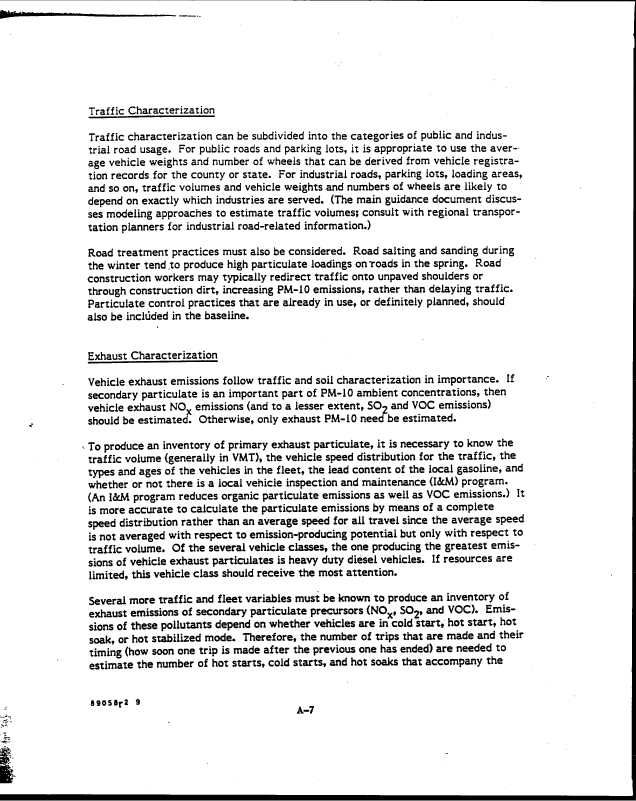 Traffic Characterization
Traffic characterization can be subdivided into the categories of public and indus-
trial road usage. For public roads and parking lots, it is appropriate to use the aver-
age vehicle weights and number of wheels that can be derived from vehicle registra-
tion records for the county or state. For industrial roads, parking lots, loading areas,
and so on, traffic volumes and vehicle weights and numbers of wheels are likely to
depend on exactly which industries are served. (The main guidance document discus-
ses modeling approaches to estimate traffic volumes; consult with regional transpor-
tation planners for industrial road-related information.)
Road treatment practices must also be considered. Road salting and sanding during
the winter tend to produce high particulate loadings on roads in the spring. Road
construction workers may typically redirect traffic onto unpaved shoulders or
through construction dirt, increasing PM-10 emissions, rather than delaying traffic.
Particulate control practices that are already in use, or definitely planned, should
also be included in the baseline.
Exhaust Characterization
Vehicle exhaust emissions follow traffic and soil characterization in importance. If
secondary particulate is an important part of PM-10 ambient concentrations, then
vehicle exhaust NOx emissions (and to a lesser extent, SO2 and VOC emissions)
should be estimated. Otherwise, only exhaust PM-10 need be estimated.
To produce an inventory of primary exhaust particulate, it is necessary to know the
traffic volume (generally in VMT), the vehicle speed distribution for the traffic, the
types and ages of the vehicles in the fleet, the lead content of the local gasoline, and
whether or not there is a local vehicle inspection and maintenance (I&M) program.
(An I&M program reduces organic particulate emissions as well as VOC emissions.) It
is more accurate to calculate the particulate emissions by means of a complete
speed distribution rather than an average speed for all travel since the average speed
is not averaged with respect to emission-producing potential but only with respect to
traffic volume. Of the several vehicle classes, the one producing the greatest emis-
sions of vehicle exhaust particulates is heavy duty diesel vehicles. If resources are
limited, this vehicle class should receive the most attention.
Several more traffic and fleet variables must be known to produce an inventory of
exhaust emissions of secondary particulate precursors (NOx, SO2, and VOC). Emis-
sions of these pollutants depend on whether vehicles are in cold start, hot start, hot
soak, or hot stabilized mode. Therefore, the number of trips that are made and their
timing (how soon one trip is made after the previous one has ended) are needed to
estimate the number of hot starts, cold starts, and hot soaks that accompany the
89058r2 9
A-7